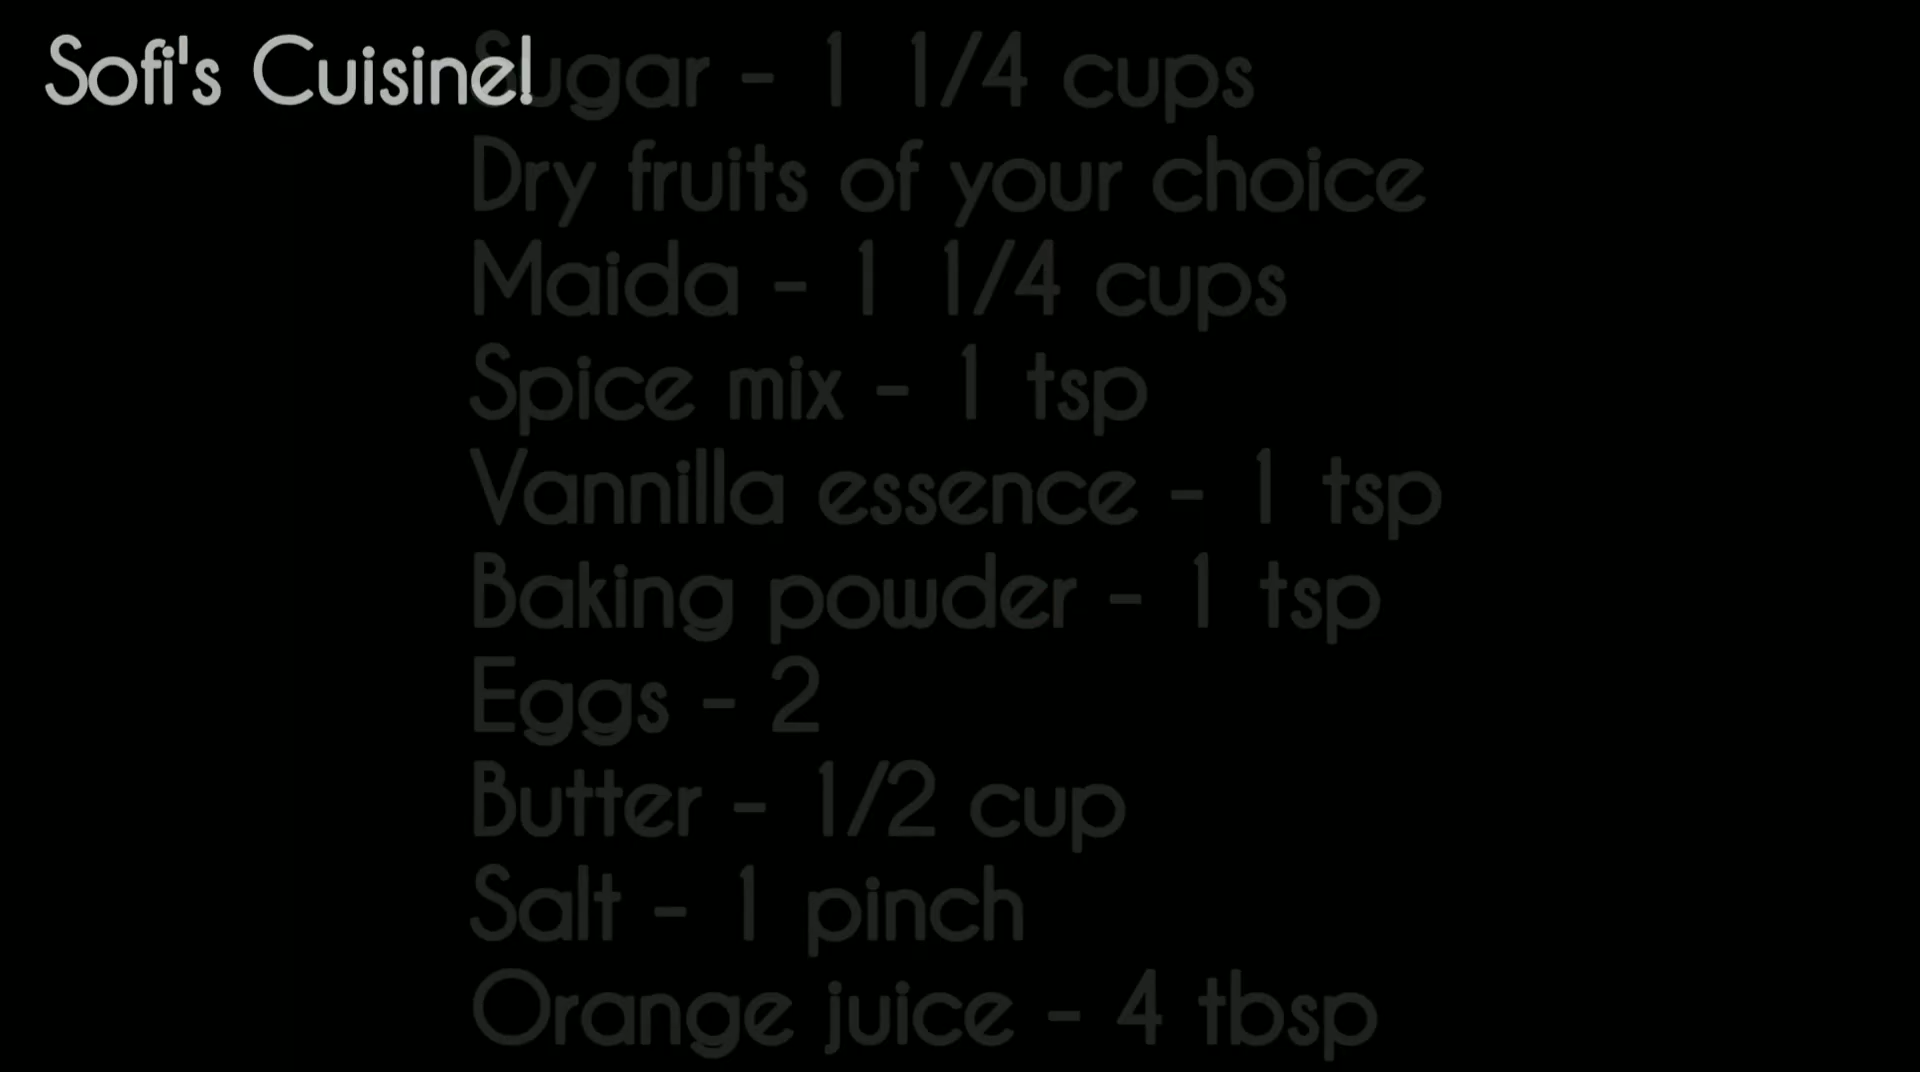 Sofi's Cuisine!
Sugar - 1 1/4 cups
Dry fruits of your choice
Maida - 1 1/4 cups
Spice mix - 1 tsp
Vannilla essence - 1 tsp
Baking powder - 1 tsp
Eggs - 2
Butter - 1/2 cup
Salt - 1 pinch
Orange juice - 4 tbsp